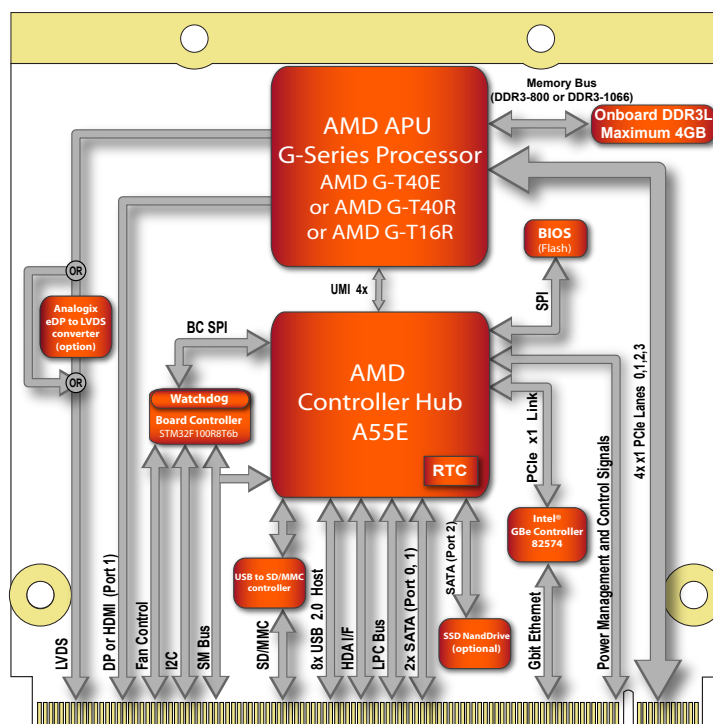 Memory Bus
(DDR3-800 or DDR3-1066)
Onboard DDR3L
Maximum 4GB
AMD APU
G-Series Processor
AMD G-T40E
or AMD G-T40R
or AMD G-T16R
BIOS
(Flash)
OR
UMI 4x
SPI
Analogix
eDP to LVDS
converter
(option)
BC SPI
OR
AMD
Controller Hub
A55E
RTC
Watchdog
Board Controller
STM32F100R8T6b
PCIe x1 Link
4x x1 PCIe Lanes 0,1,2,3
Intel®
GBe Controller
82574
USB to SD/MMC
controller
SATA (Port 2)
SSD NandDrive
(optional)
LVDS
DP or HDMI (Port 1)
Fan Control
I2C
SM Bus
SD/MMC
8x USB 2.0 Host
HDA I/F
LPC Bus
2x SATA (Port 0, 1)
Gbit Ethernet
Power Management and Control Signals